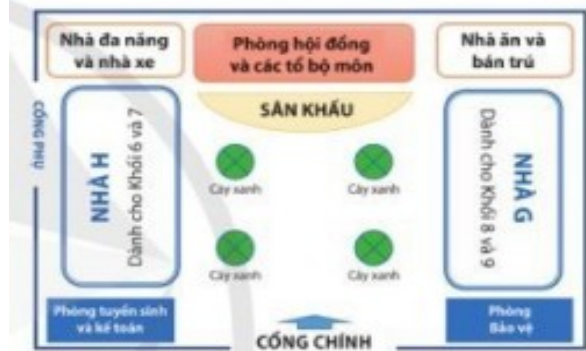 Nhà đa năng
và nhà xe
Phòng hội đồng
và các tổ bộ môn
Nhà ăn và
bán trú
SÂN KHẤU
CỔNG PHỤ
NHÀ H
Dành cho Khối 6 và 7
Cây xanh
Cây xanh
NHÀ G
Dành cho Khối 8 và 9
Cây xanh
Cây xanh
Phòng tuyển sinh
và kế toán
CỔNG CHÍNH
Phòng
Bảo vệ